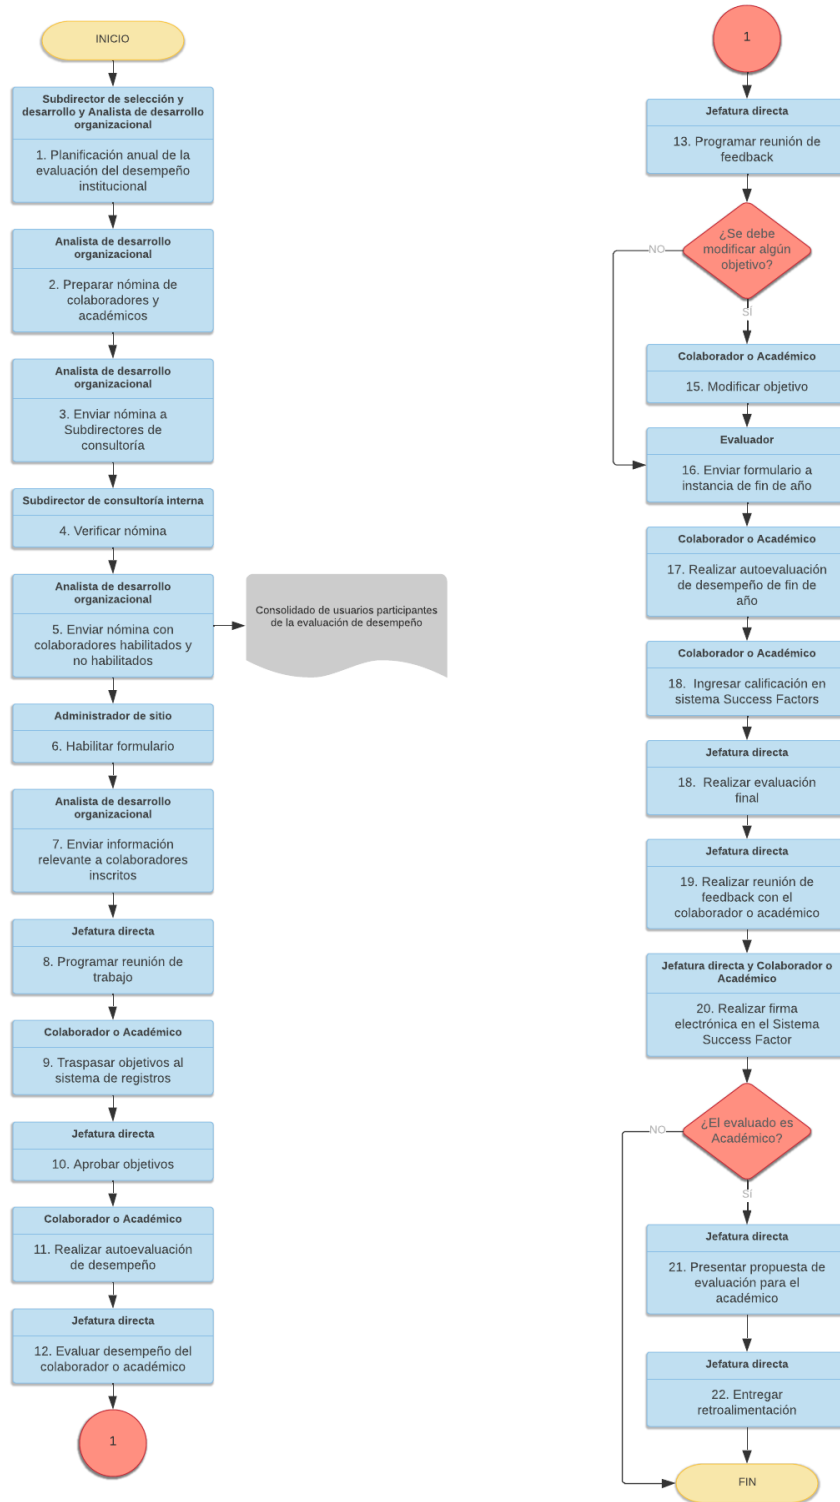 INICIO
Subdirector de selección y
desarrollo y Analista de desarrollo
organizacional
1. Planificación anual de la
evaluación del desempeño
institucional
Analista de desarrollo
organizacional
2. Preparar nómina de
colaboradores y
académicos
Analista de desarrollo
organizacional
3. Enviar nómina a
Subdirectores de
consultoría
Subdirector de consultoría interna
4. Verificar nómina
Analista de desarrollo
organizacional
5. Enviar nómina con
colaboradores habilitados y
no habilitados
Consolidado de usuarios participantes
de la evaluación de desempeño
Administrador de sitio
6. Habilitar formulario
Analista de desarrollo
organizacional
7. Enviar información
relevante a colaboradores
inscritos
Jefatura directa
8. Programar reunión de
trabajo
Colaborador o Académico
9. Traspasar objetivos al
sistema de registros
Jefatura directa
10. Aprobar objetivos
Colaborador o Académico
11. Realizar autoevaluación
de desempeño
Jefatura directa
12. Evaluar desempeño del
colaborador o académico
1
1
Jefatura directa
13. Programar reunión de
feedback
¿Se debe
modificar algún
objetivo?
NO
SÍ
Colaborador o Académico
15. Modificar objetivo
Evaluador
16. Enviar formulario a
instancia de fin de año
Colaborador o Académico
17. Realizar autoevaluación
de desempeño de fin de
año
Colaborador o Académico
18. Ingresar calificación en
sistema Success Factors
Jefatura directa
18. Realizar evaluación
final
Jefatura directa
19. Realizar reunión de
feedback con el
colaborador o académico
Jefatura directa y Colaborador o
Académico
20. Realizar firma
electrónica en el Sistema
Success Factor
¿El evaluado es
Académico?
NO
SÍ
Jefatura directa
21. Presentar propuesta de
evaluación para el
académico
Jefatura directa
22. Entregar
retroalimentación
FIN